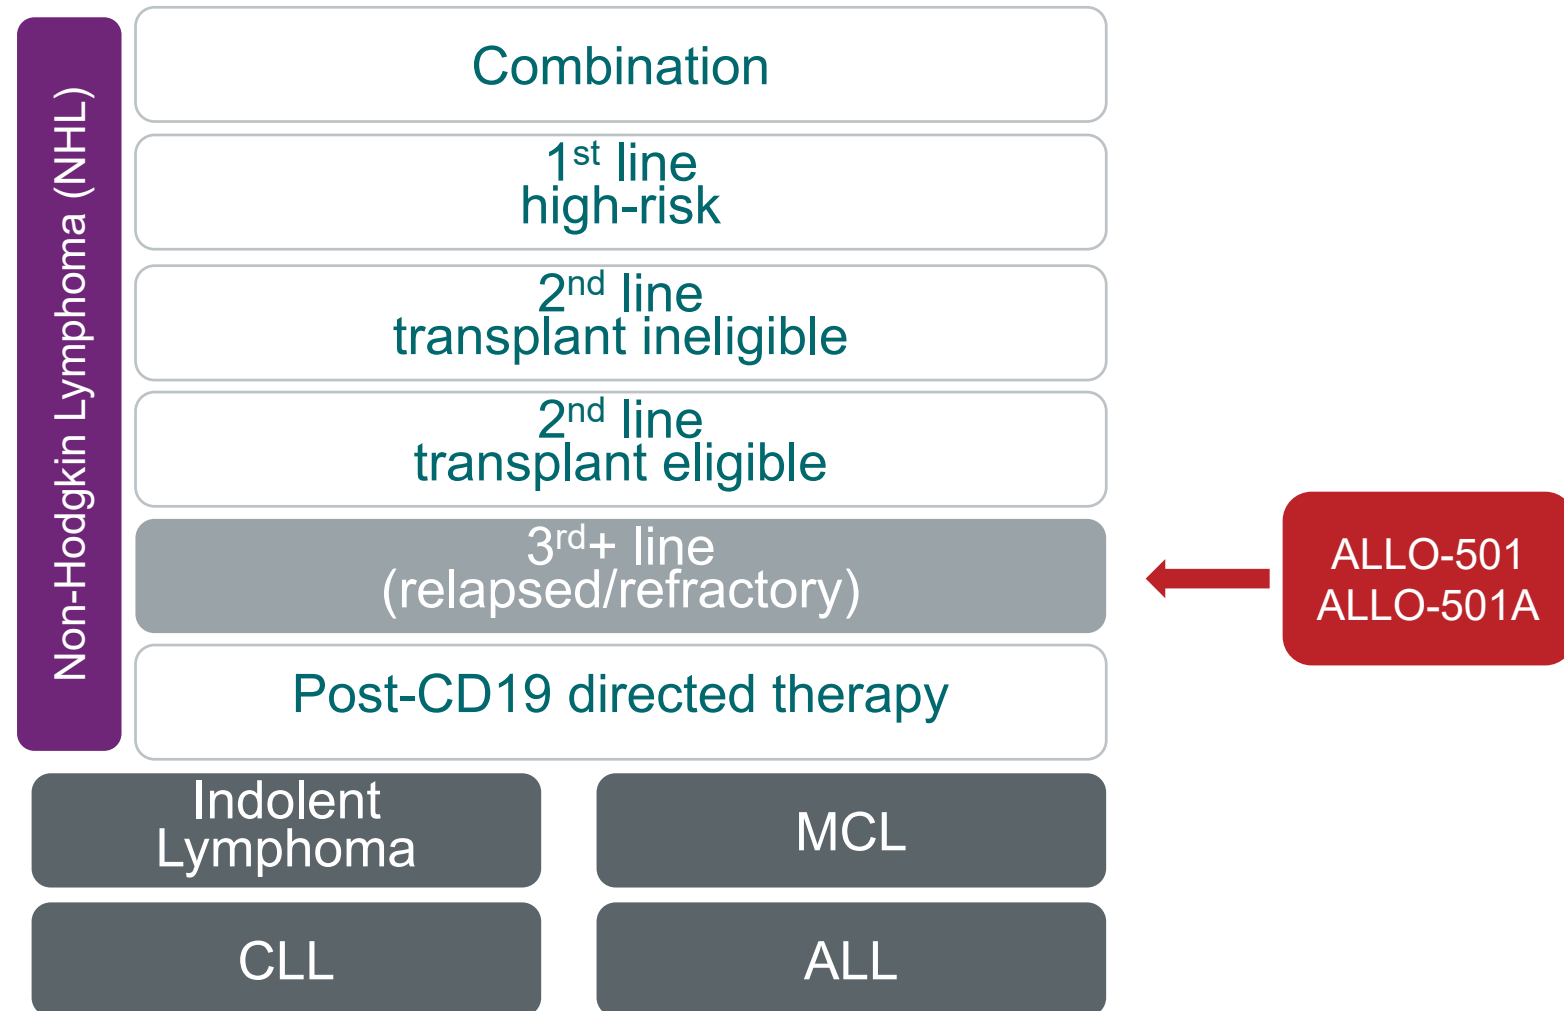 Non-Hodgkin Lymphoma (NHL)
Combination
1st line
high-risk
2nd line
transplant ineligible
2nd line
transplant eligible
3rd+ line
(relapsed/refractory)
Post-CD19 directed therapy
ALLO-501
ALLO-501A
Indolent
Lymphoma
MCL
CLL
ALL